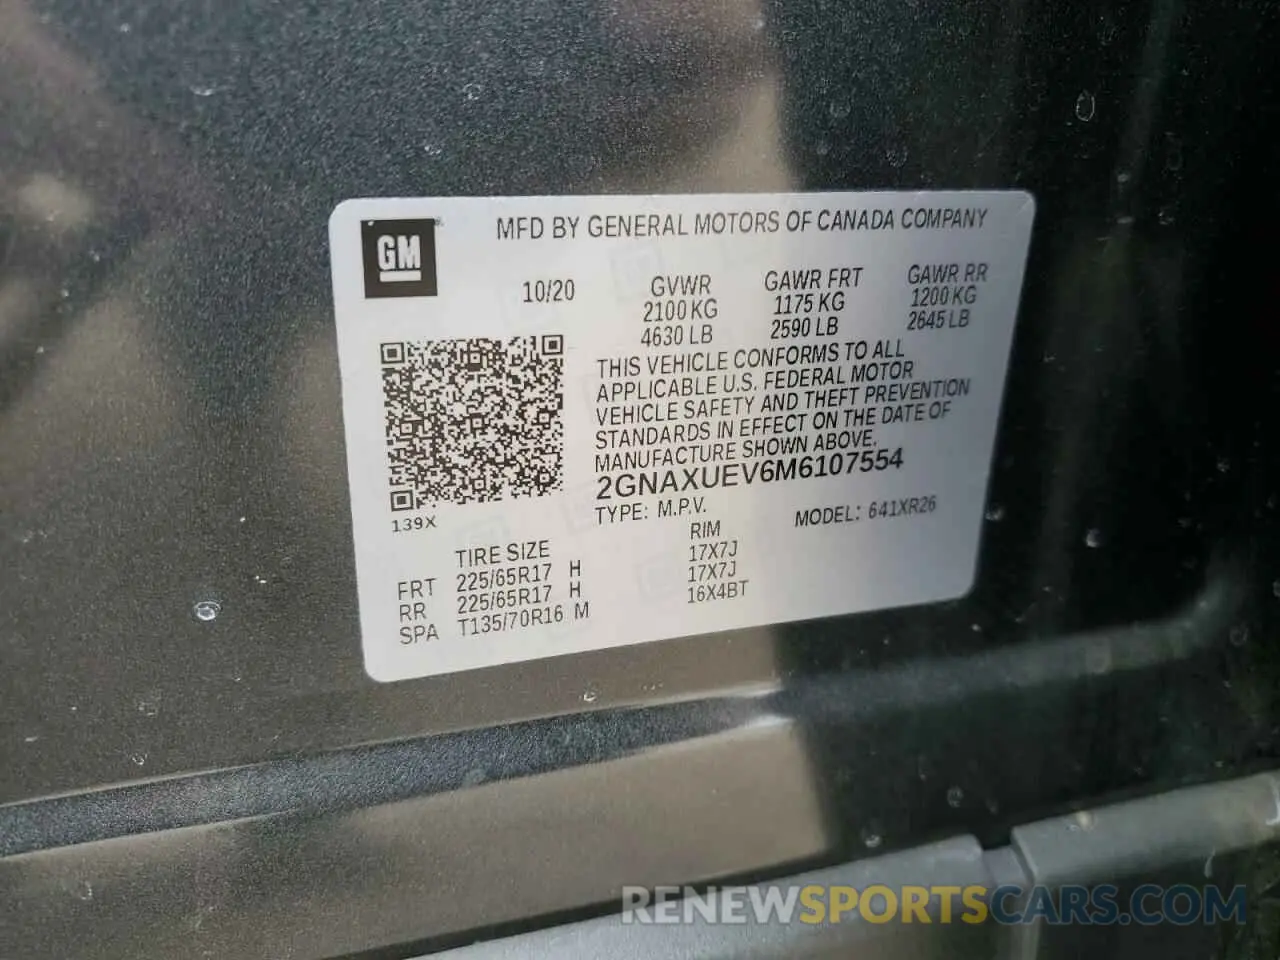 GM
MFD BY GENERAL MOTORS OF CANADA COMPANY
10/20
GVWR GAWR FRT GAWR RR
2100 KG 1175 KG 1200 KG
4630 LB 2590 LB 2645 LB
THIS VEHICLE CONFORMS TO ALL
APPLICABLE U.S. FEDERAL MOTOR
VEHICLE SAFETY AND THEFT PREVENTION
STANDARDS IN EFFECT ON THE DATE OF
MANUFACTURE SHOWN ABOVE.
2GNAXUEV6M6107554
139X
TYPE: M.P.V. MODEL: 641XR26
TIRE SIZE RIM
FRT 225/65R17 H 17X7J
RR 225/65R17 H 17X7J
SPA T135/70R16 M 16X4BT
RENEWSPORTSCARS.COM